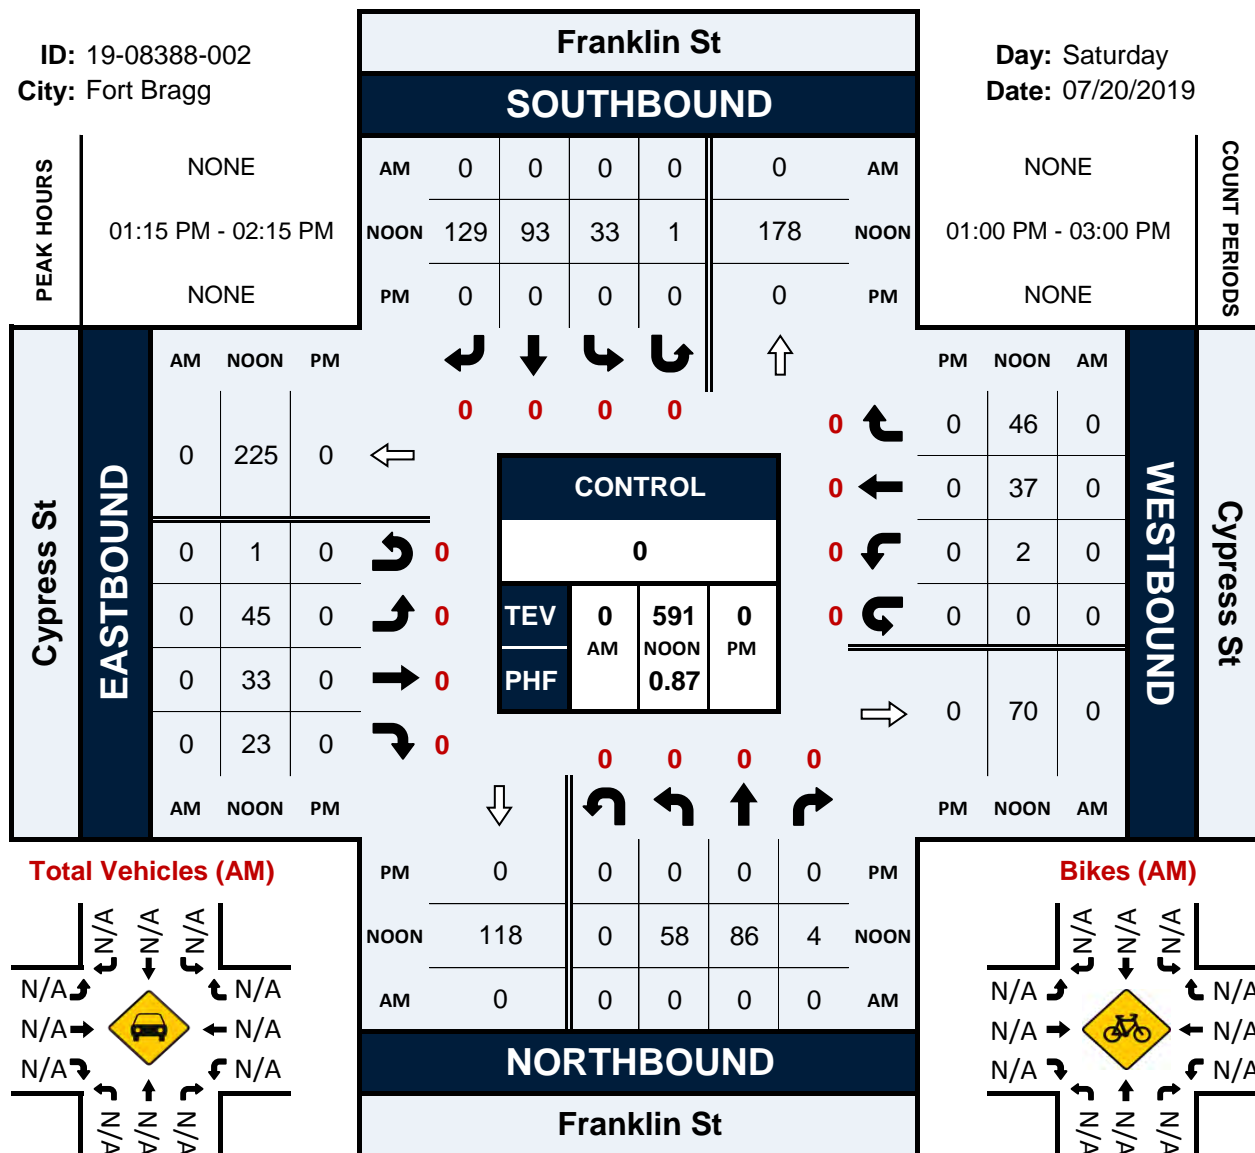 ID: 19-08388-002
City: Fort Bragg
Franklin St
SOUTHBOUND
Day: Saturday
Date: 07/20/2019
PEAK HOURS
NONE
01:15 PM - 02:15 PM
NONE
AM 0 0 0 0 0 AM
NOON 129 93 33 1 178 NOON
PM 0 0 0 0 0 PM
NONE
01:00 PM - 03:00 PM
NONE
COUNT PERIODS
0 0 0 0
Cypress St
EASTBOUND
AM NOON PM
0 225 0
0 1 0 0
0 45 0 0
0 33 0 0
0 23 0 0
AM NOON PM
CONTROL
0
TEV 0 591 0
AM NOON PM
PHF 0.87
PM NOON AM
0 0 46 0
0 0 37 0
0 0 2 0
0 0 0 0
0 70 0
PM NOON AM
WESTBOUND
Cypress St
0 0 0 0
PM 0 0 0 0 0 PM
NOON 118 0 58 86 4 NOON
AM 0 0 0 0 0 AM
NORTHBOUND
Franklin St
Total Vehicles (AM)
N/A N/A N/A
N/A N/A
N/A N/A
N/A N/A
N/A N/A N/A
Bikes (AM)
N/A N/A N/A
N/A N/A
N/A N/A
N/A N/A
N/A N/A N/A